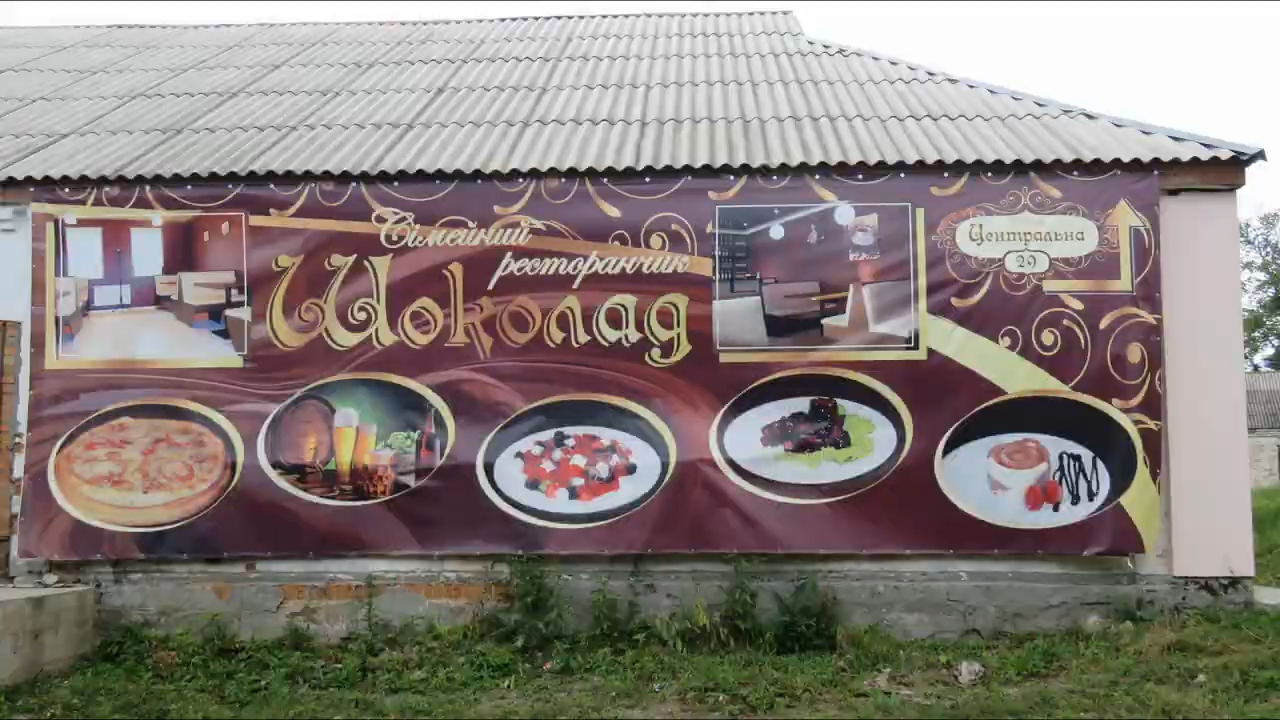 Сімейний
ресторанчик
Шоколад
Центральна
29